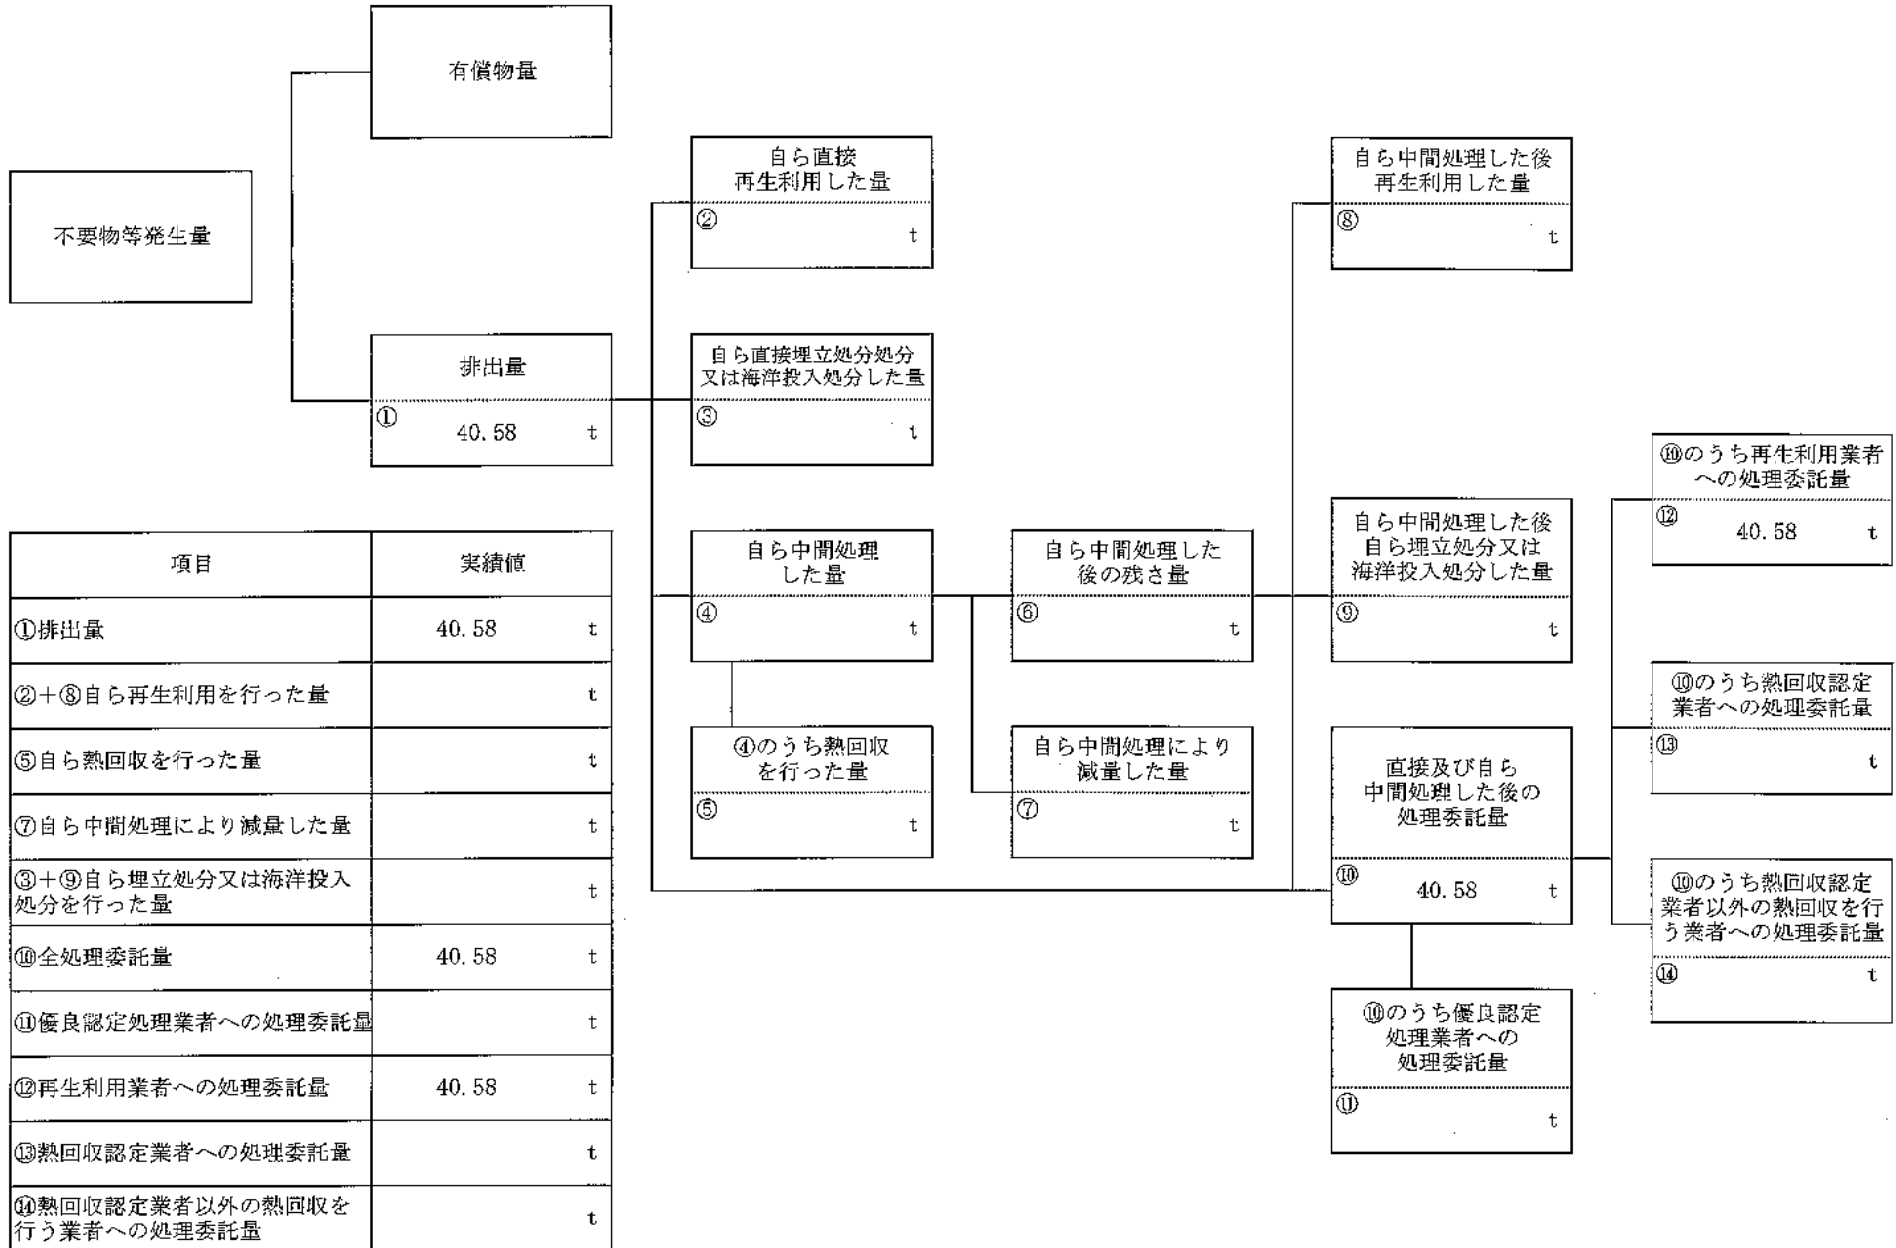 有償物量
不要物等発生量
排出量
①
40.58 t
自ら直接
再生利用した量
②
t
自ら直接埋立処分処分
又は海洋投入処分した量
③
t
自ら中間処理
した量
④
t
④のうち熱回収
を行った量
⑤
t
自ら中間処理した
後の残さ量
⑥
t
自ら中間処理により
減量した量
⑦
t
自ら中間処理した後
再生利用した量
⑧
t
自ら中間処理した後
自ら埋立処分又は
海洋投入処分した量
⑨
t
直接及び自ら
中間処理した後の
処理委託量
⑩
40.58 t
⑩のうち優良認定
処理業者への
処理委託量
⑪
t
⑩のうち再生利用業者
への処理委託量
⑫
40.58 t
⑩のうち熱回収認定
業者への処理委託量
⑬
t
⑩のうち熱回収認定
業者以外の熱回収を行
う業者への処理委託量
⑭
t
項目 実績値
①排出量 40.58 t
②+⑧自ら再生利用を行った量 t
⑤自ら熱回収を行った量 t
⑦自ら中間処理により減量した量 t
③+⑨自ら埋立処分又は海洋投入
処分を行った量 t
⑩全処理委託量 40.58 t
⑪優良認定処理業者への処理委託量 t
⑫再生利用業者への処理委託量 40.58 t
⑬熱回収認定業者への処理委託量 t
⑭熱回収認定業者以外の熱回収を
行う業者への処理委託量 t